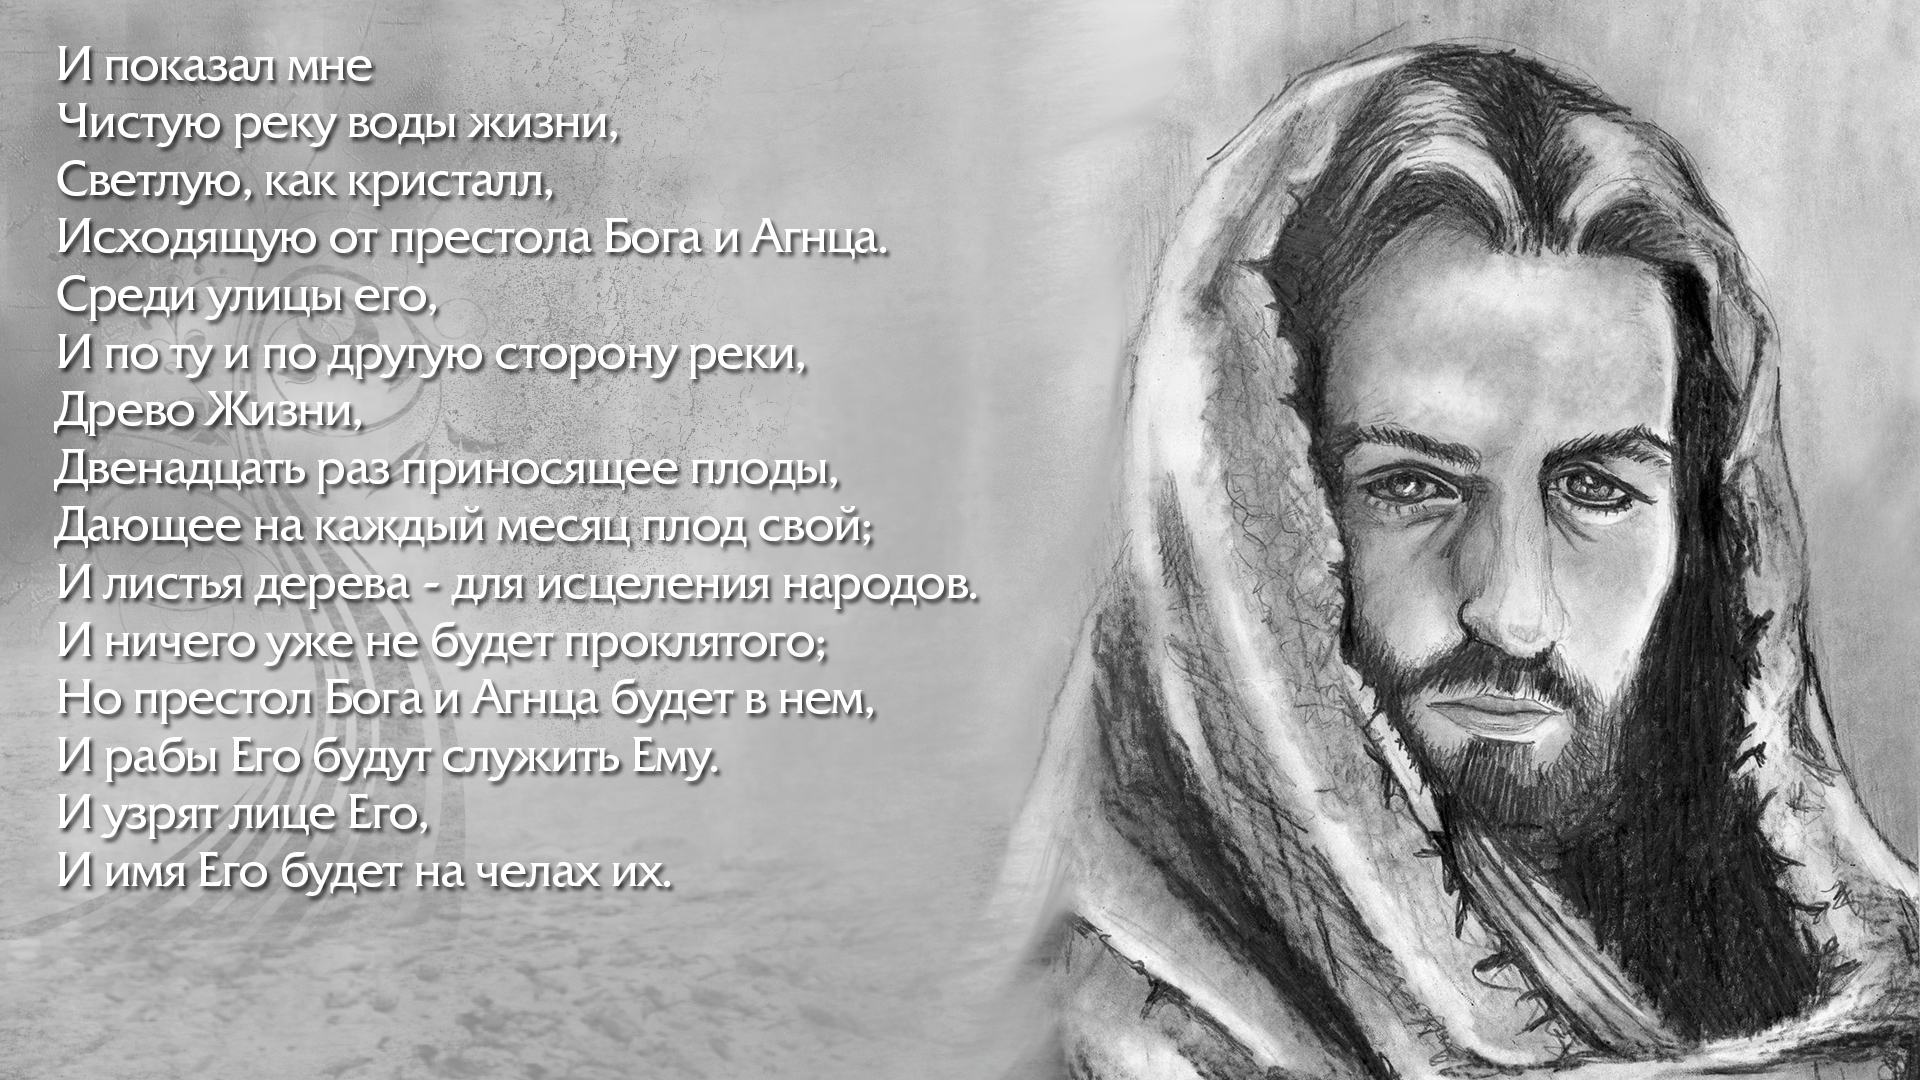 И показал мне
Чистую реку воды жизни,
Светлую, как кристалл,
Исходящую от престола Бога и Агнца.
Среди улицы его,
И по ту и по другую сторону реки,
Древо Жизни,
Двенадцать раз приносящее плоды,
Дающее на каждый месяц плод свой;
И листья дерева - для исцеления народов.
И ничего уже не будет проклятого;
Но престол Бога и Агнца будет в нем,
И рабы Его будут служить Ему.
И узрят лице Его,
И имя Его будет на челах их.